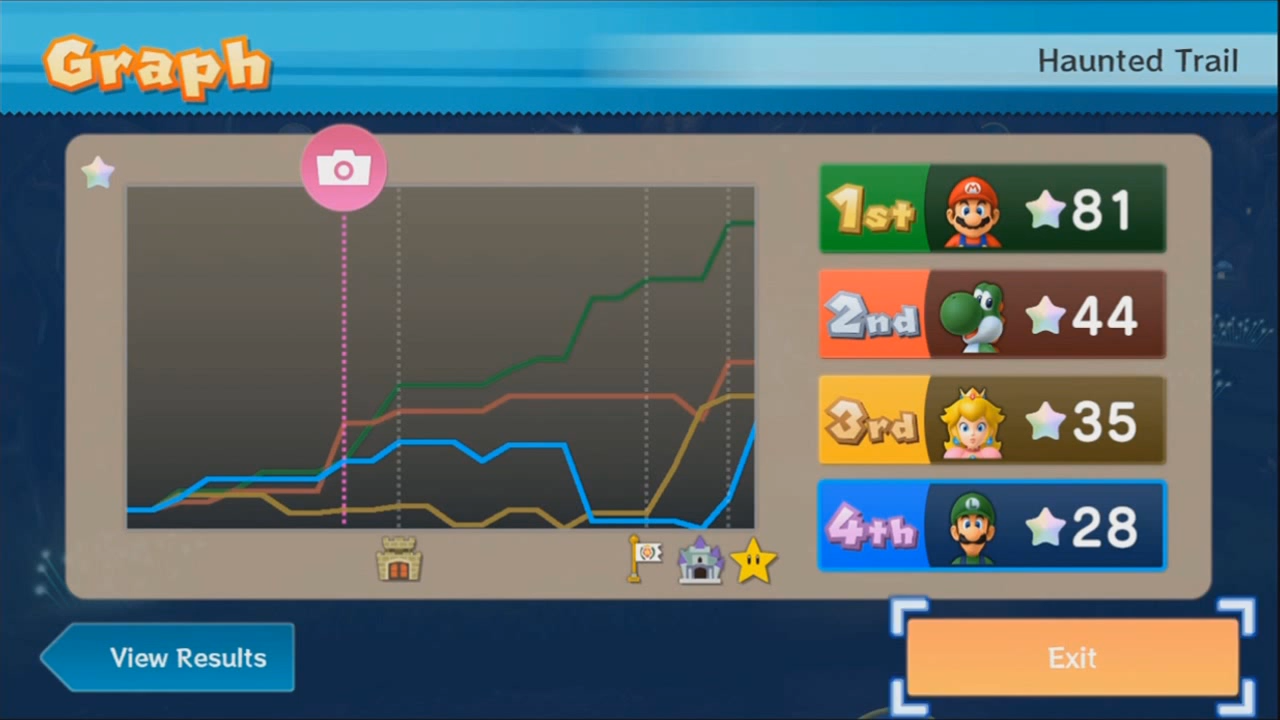 Graph
Haunted Trail
1st 81
2nd 44
3rd 35
4th 28
View Results
Exit